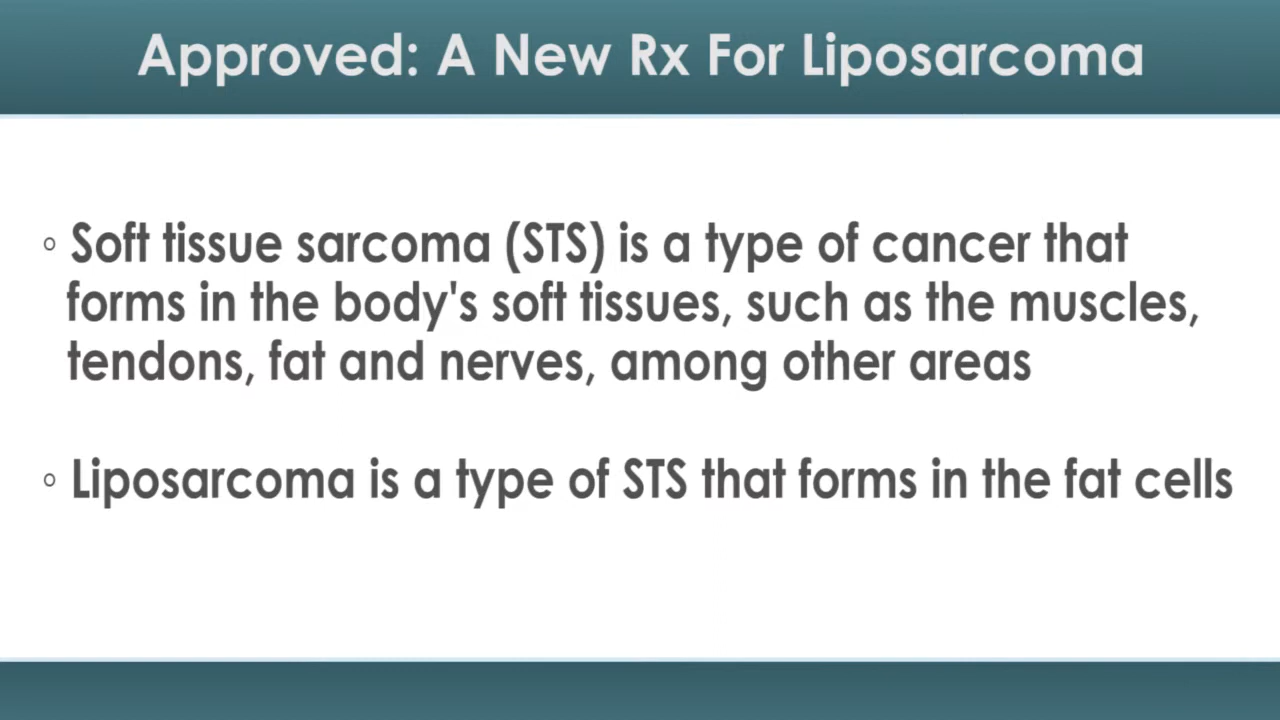 Approved: A New Rx For Liposarcoma
◦ Soft tissue sarcoma (STS) is a type of cancer that
forms in the body's soft tissues, such as the muscles,
tendons, fat and nerves, among other areas
◦ Liposarcoma is a type of STS that forms in the fat cells